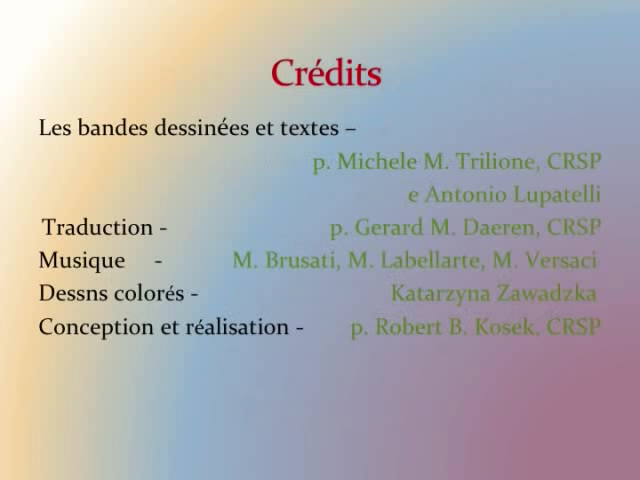 Crédits
Les bandes dessinées et textes –
p. Michele M. Trilione, CRSP
e Antonio Lupatelli
Traduction - p. Gerard M. Daeren, CRSP
Musique - M. Brusati, M. Labellarte, M. Versaci
Dessns colorés - Katarzyna Zawadzka
Conception et réalisation - p. Robert B. Kosek, CRSP